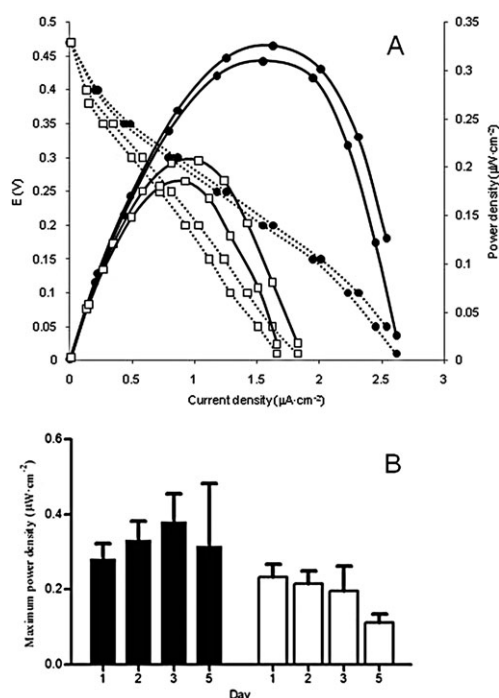 A
E (V)
0.5
0.45
0.4
0.35
0.3
0.25
0.2
0.15
0.1
0.05
0
0 0.5 1 1.5 2 2.5 3
Current density (µA·cm⁻²)
0.35
0.3
0.25
0.2
0.15
0.1
0.05
0
Power density (µW·cm⁻²)
B
Maximum power density (µW·cm⁻²)
0.6
0.4
0.2
0.0
1 2 3 5 1 2 3 5
Day